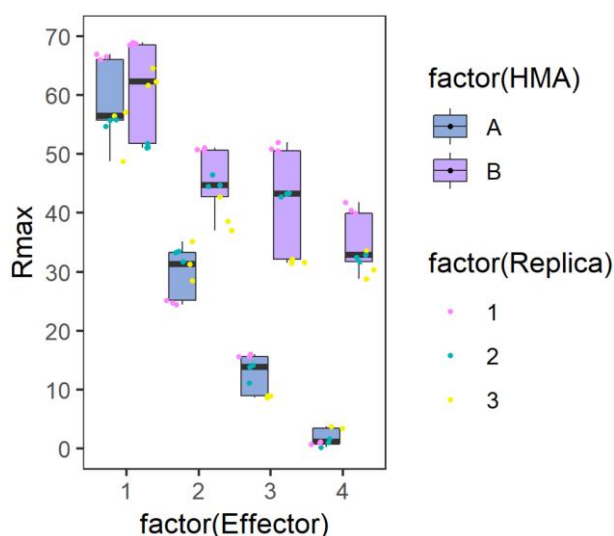 70
60
50
40
30
20
10
0
Rmax
1 2 3 4
factor(Effector)
factor(HMA)
A
B
factor(Replica)
1
2
3